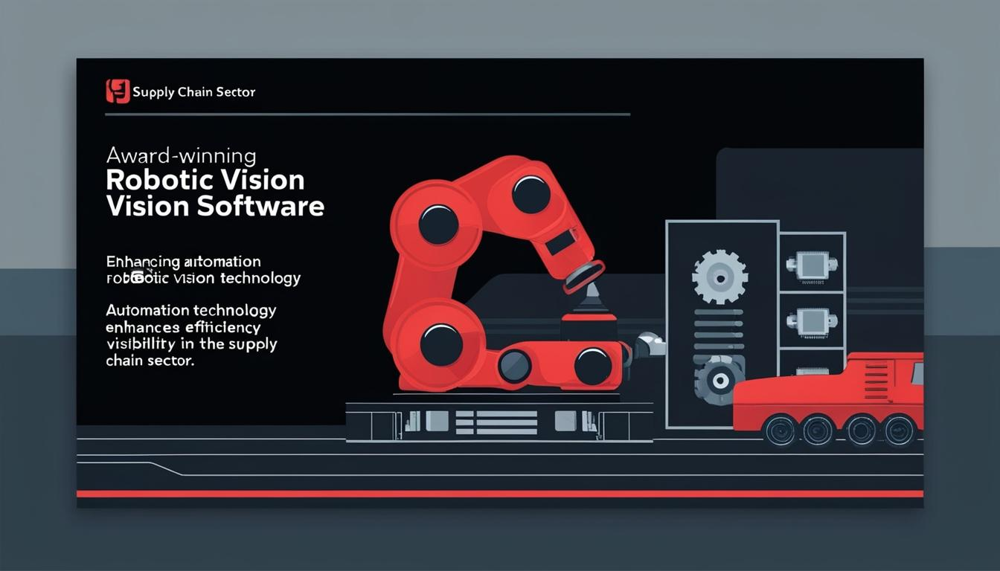 Supply Chain Sector
Award-winning
Robotic Vision
Vision Software
Enhancing
vision technology
Automation technology
enhances efficiency
visibility in the supply
chain sector.